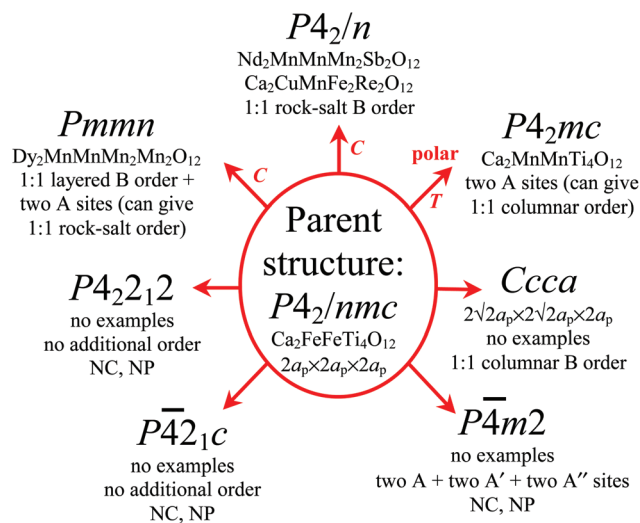 P4₂/n
Nd₂MnMnMn₂Sb₂O₁₂
Ca₂CuMnFe₂Re₂O₁₂
1:1 rock-salt B order
C
Pmmn
Dy₂MnMnMn₂Mn₂O₁₂
1:1 layered B order +
two A sites (can give
1:1 rock-salt order)
C
polar
T
P4₂mc
Ca₂MnMnTi₄O₁₂
two A sites (can give
1:1 columnar order)
Parent
structure:
P4₂/nmc
Ca₂FeFeTi₄O₁₂
2aₚ×2aₚ×2aₚ
P4₂2₁2
no examples
no additional order
NC, NP
Ccca
2√2aₚ×2√2aₚ×2aₚ
no examples
1:1 columnar B order
P4̅2₁c
no examples
no additional order
NC, NP
P4̅m2
no examples
two A + two A′ + two A″ sites
NC, NP